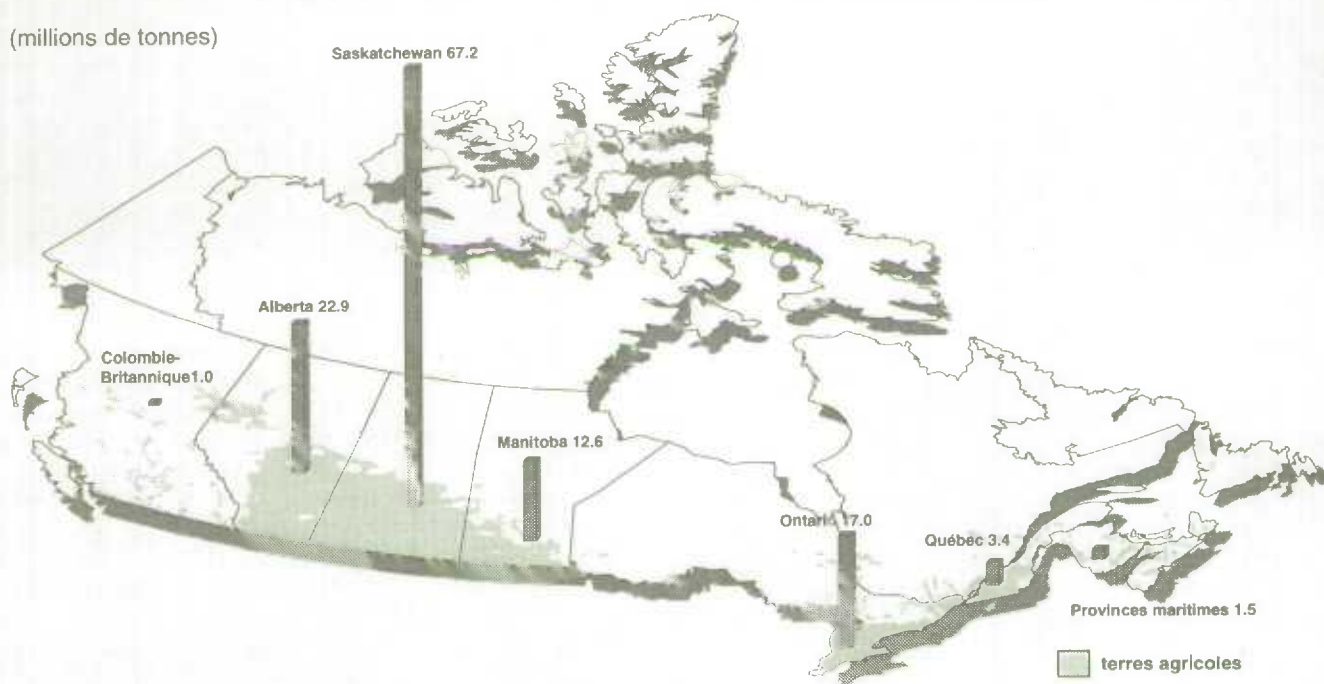 (millions de tonnes)
Saskatchewan 67.2
Alberta 22.9
Colombie-
Britannique1.0
Manitoba 12.6
Ontario 17.0
Québec 3.4
Provinces maritimes 1.5
terres agricoles